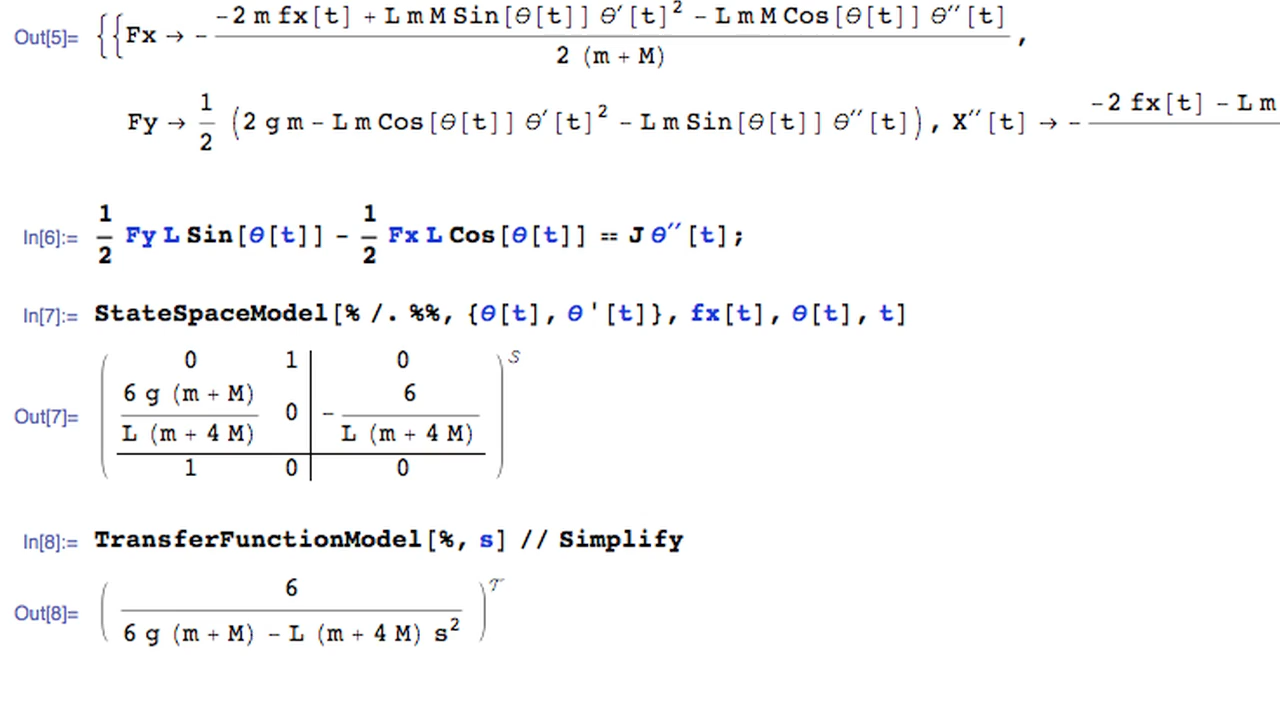 Out[5]= {{Fx → - (-2 m fx[t] + L m M Sin[θ[t]] θ′[t]² - L m M Cos[θ[t]] θ′′[t]) / (2 (m + M)),
Fy → 1/2 (2 g m - L m Cos[θ[t]] θ′[t]² - L m Sin[θ[t]] θ′′[t]), X′′[t] → - -2 fx[t] - L m
In[6]:= 1/2 Fy L Sin[θ[t]] - 1/2 Fx L Cos[θ[t]] == J θ′′[t];
In[7]:= StateSpaceModel[% /. %%, {θ[t], θ'[t]}, fx[t], θ[t], t]
0 1 0 S
Out[7]= 6 g (m + M) / L (m + 4 M) 0 - 6 / L (m + 4 M)
1 0 0
In[8]:= TransferFunctionModel[%, s] // Simplify
Out[8]= ( 6 / 6 g (m + M) - L (m + 4 M) s² ) T